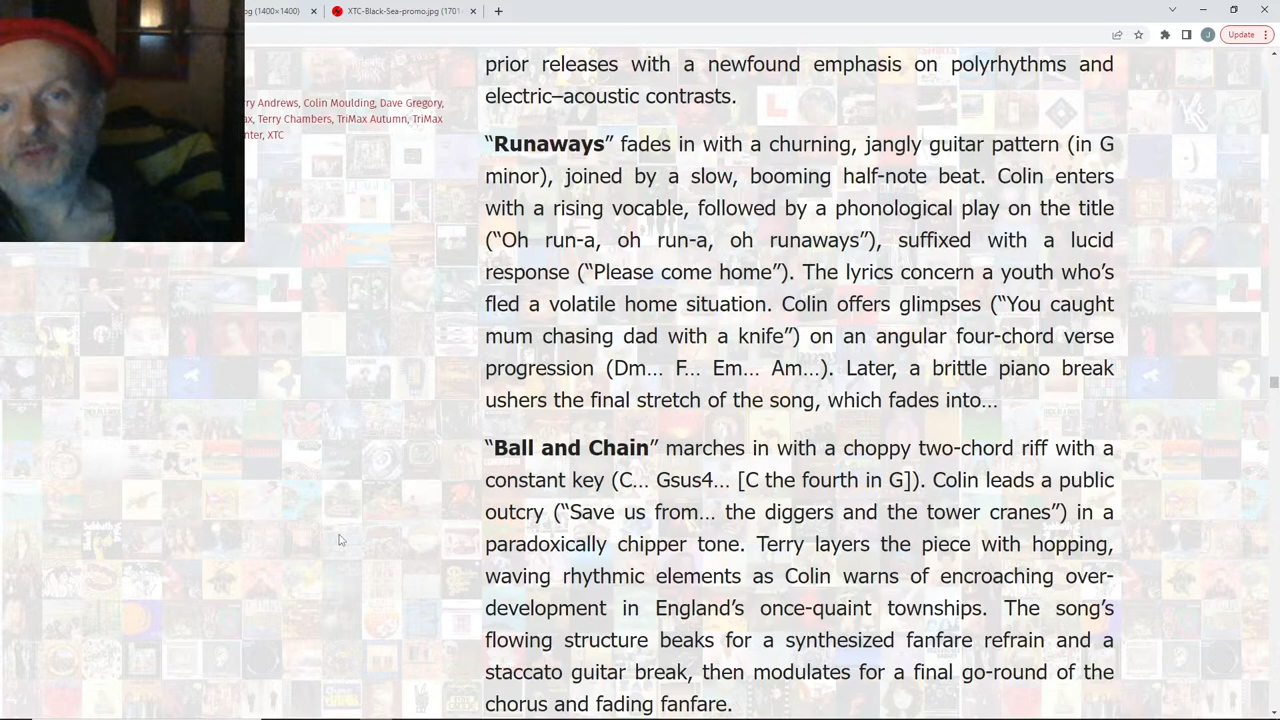 pg (1400×1400)
XTC-Black-Sea-promo.jpg (1701
J
Update
prior releases with a newfound emphasis on polyrhythms and
electric–acoustic contrasts.
ry Andrews, Colin Moulding, Dave Gregory,
ax, Terry Chambers, TriMax Autumn, TriMax
nter, XTC
“Runaways” fades in with a churning, jangly guitar pattern (in G
minor), joined by a slow, booming half-note beat. Colin enters
with a rising vocable, followed by a phonological play on the title
(“Oh run-a, oh run-a, oh runaways”), suffixed with a lucid
response (“Please come home”). The lyrics concern a youth who’s
fled a volatile home situation. Colin offers glimpses (“You caught
mum chasing dad with a knife”) on an angular four-chord verse
progression (Dm… F… Em… Am…). Later, a brittle piano break
ushers the final stretch of the song, which fades into…
“Ball and Chain” marches in with a choppy two-chord riff with a
constant key (C… Gsus4… [C the fourth in G]). Colin leads a public
outcry (“Save us from… the diggers and the tower cranes”) in a
paradoxically chipper tone. Terry layers the piece with hopping,
waving rhythmic elements as Colin warns of encroaching over-
development in England’s once-quaint townships. The song’s
flowing structure beaks for a synthesized fanfare refrain and a
staccato guitar break, then modulates for a final go-round of the
chorus and fading fanfare.